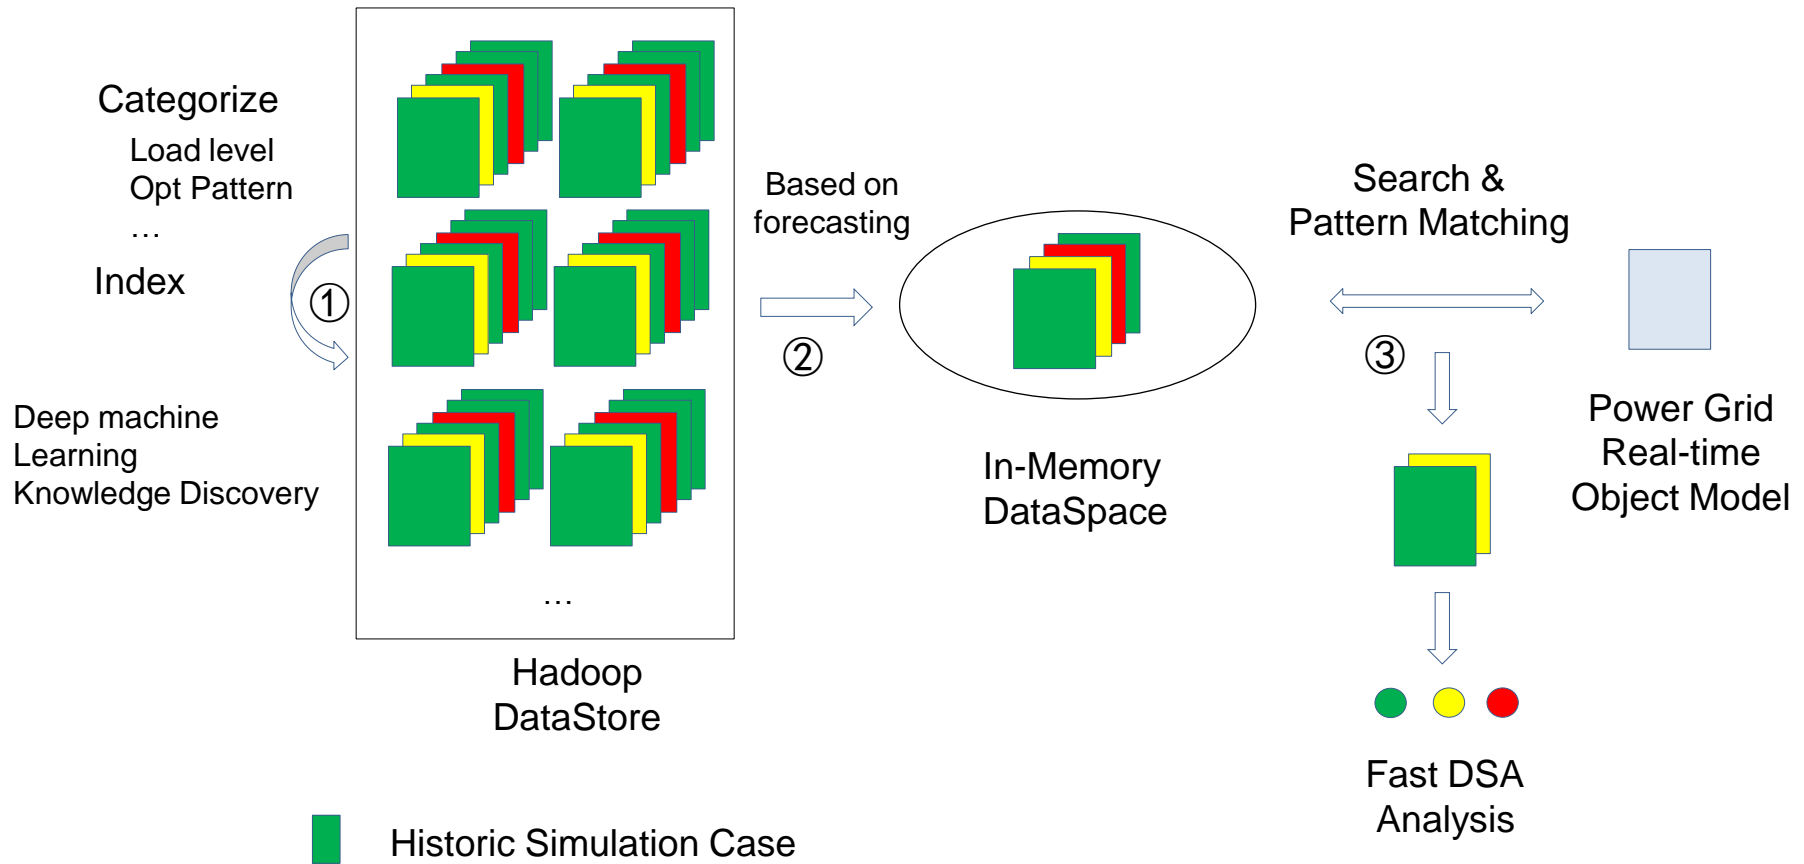 Categorize
Load level
Opt Pattern
…
Index
①
Deep machine
Learning
Knowledge Discovery
…
Hadoop
DataStore
Based on
forecasting
②
In-Memory
DataSpace
Search &
Pattern Matching
③
Power Grid
Real-time
Object Model
Fast DSA
Analysis
Historic Simulation Case